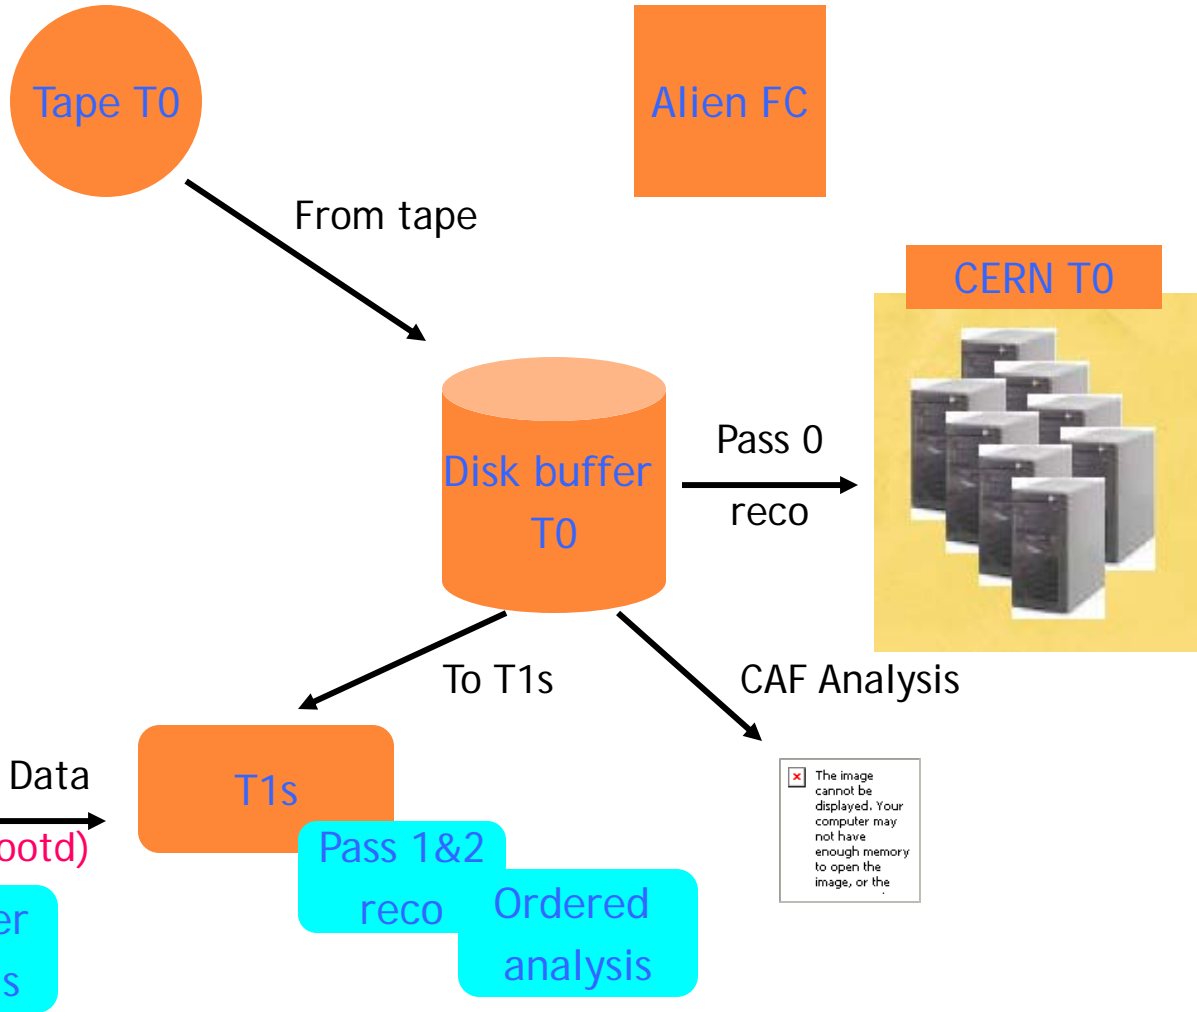 Tape T0
Alien FC
From tape
CERN T0
Pass 0
Disk buffer
reco
T0
To T1s
CAF Analysis
Data
T1s
The image
cannot be
displayed. Your
computer may
not have
enough memory
to open the
image, or the
ootd)
Pass 1&2
reco
Ordered
analysis
er
s